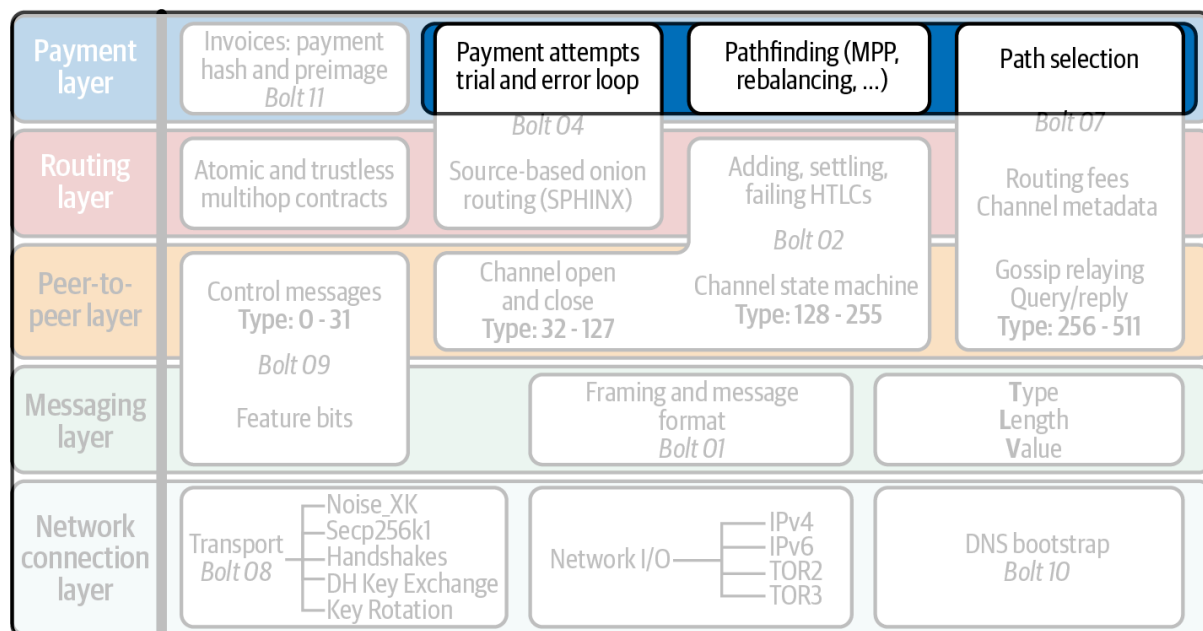 Payment
layer
Invoices: payment
hash and preimage
Bolt 11
Payment attempts
trial and error loop
Pathfinding (MPP,
rebalancing, ...)
Path selection
Bolt 04
Bolt 07
Routing
layer
Atomic and trustless
multihop contracts
Source-based onion
routing (SPHINX)
Adding, settling,
failing HTLCs
Bolt 02
Routing fees
Channel metadata
Peer-to-
peer layer
Control messages
Type: 0 - 31
Bolt 09
Feature bits
Channel open
and close
Type: 32 - 127
Channel state machine
Type: 128 - 255
Gossip relaying
Query/reply
Type: 256 - 511
Messaging
layer
Framing and message
format
Bolt 01
Type
Length
Value
Network
connection
layer
Transport
Bolt 08
Noise_XK
Secp256k1
Handshakes
DH Key Exchange
Key Rotation
Network I/O
IPv4
IPv6
TOR2
TOR3
DNS bootstrap
Bolt 10